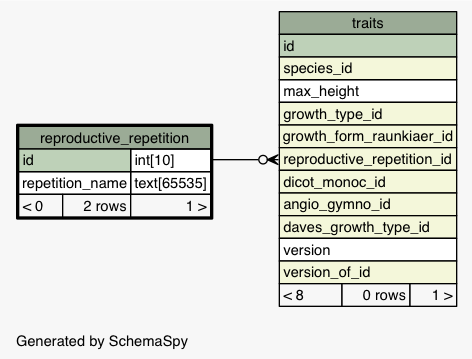 traits
id
species_id
max_height
growth_type_id
growth_form_raunkiaer_id
reproductive_repetition_id
dicot_monoc_id
angio_gymno_id
daves_growth_type_id
version
version_of_id
< 8 0 rows 1 >
reproductive_repetition
id int[10]
repetition_name text[65535]
< 0 2 rows 1 >
Generated by SchemaSpy